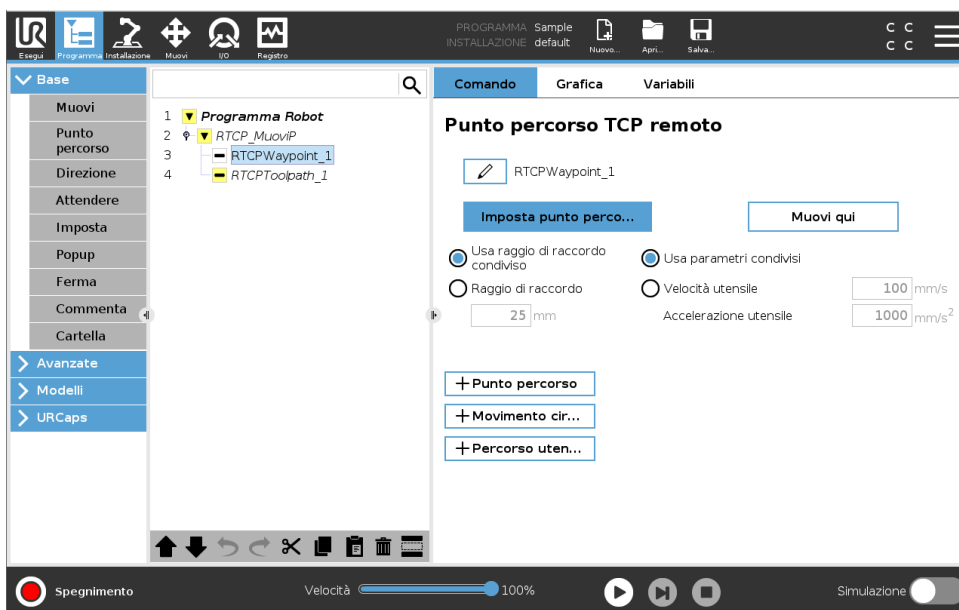 PROGRAMMA Sample
INSTALLAZIONE default
Esegui Programma Installazione Muovi I/O Registro Nuovo... Apri... Salva...
C C
C C
Base
Muovi
Punto
percorso
Direzione
Attendere
Imposta
Popup
Ferma
Commenta
Cartella
Avanzate
Modelli
URCaps
1 Programma Robot
2 RTCP_MuoviP
3 RTCPWaypoint_1
4 RTCPToolpath_1
Comando Grafica Variabili
Punto percorso TCP remoto
RTCPWaypoint_1
Imposta punto perco... Muovi qui
Usa raggio di raccordo
condiviso
Usa parametri condivisi
Raggio di raccordo Velocità utensile 100 mm/s
25 mm Accelerazione utensile 1000 mm/s²
+ Punto percorso
+ Movimento cir...
+ Percorso uten...
Spegnimento Velocità 100% Simulazione